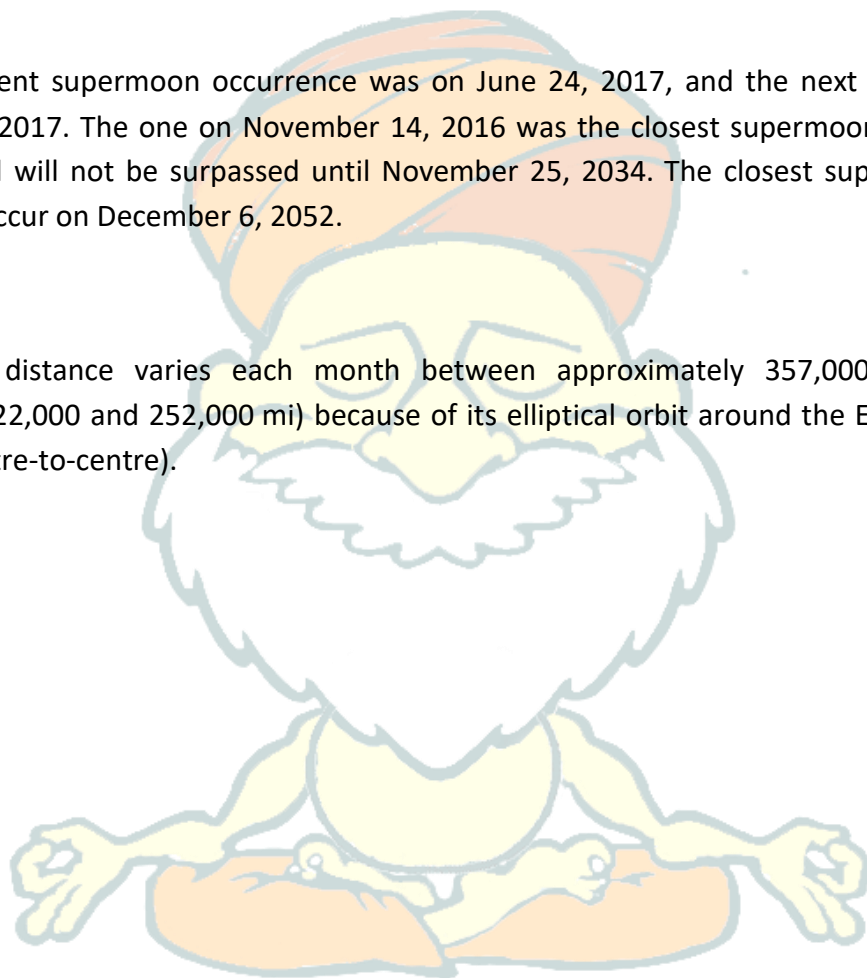 ent supermoon occurrence was on June 24, 2017, and the next
2017. The one on November 14, 2016 was the closest supermoon
will not be surpassed until November 25, 2034. The closest sup
ccur on December 6, 2052.
distance varies each month between approximately 357,000
22,000 and 252,000 mi) because of its elliptical orbit around the E
tre-to-centre).